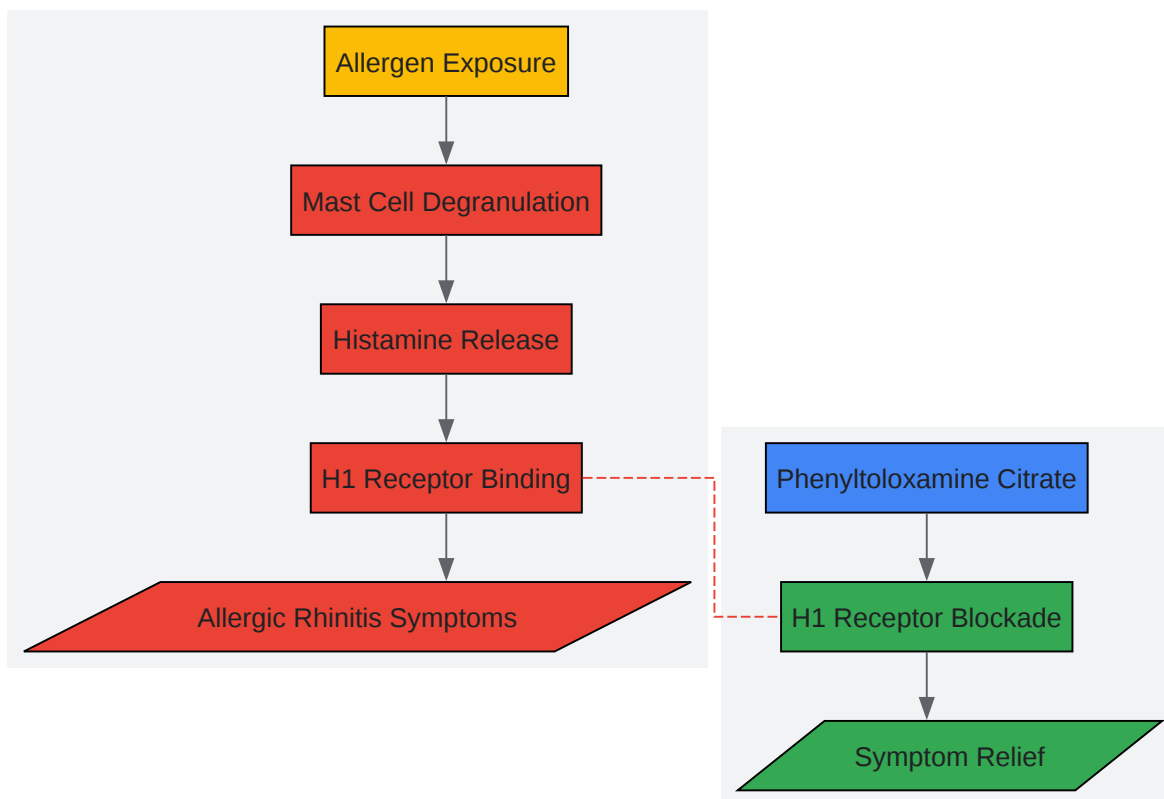 Allergen Exposure
Mast Cell Degranulation
Histamine Release
H1 Receptor Binding
Allergic Rhinitis Symptoms
Phenyltoloxamine Citrate
H1 Receptor Blockade
Symptom Relief